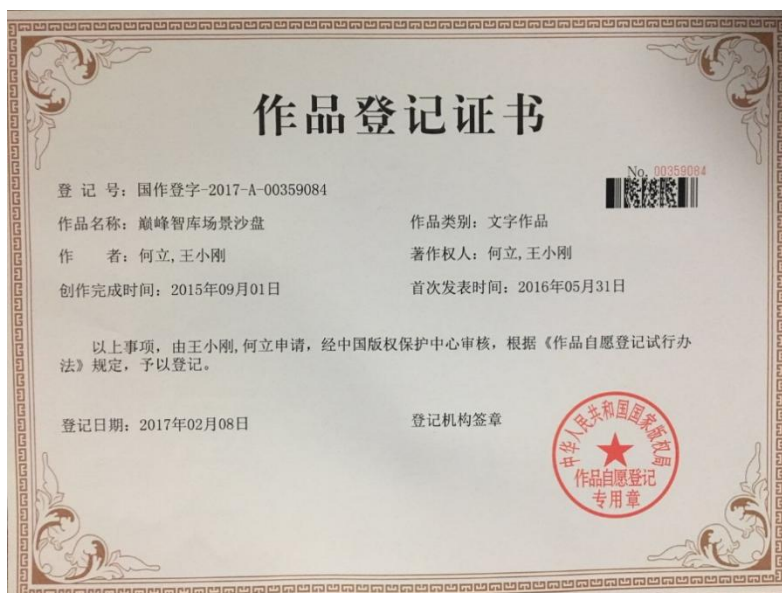 作品登记证书
No. 00359084
登 记 号：国作登字-2017-A-00359084
作品名称：巅峰智库场景沙盘
作品类别：文字作品
作　　者：何立,王小刚
著作权人：何立,王小刚
创作完成时间：2015年09月01日
首次发表时间：2016年05月31日
以上事项，由王小刚,何立申请，经中国版权保护中心审核，根据《作品自愿登记试行办
法》规定，予以登记。
登记日期：2017年02月08日
登记机构签章
中华人民共和国国家版权局
作品自愿登记
专用章